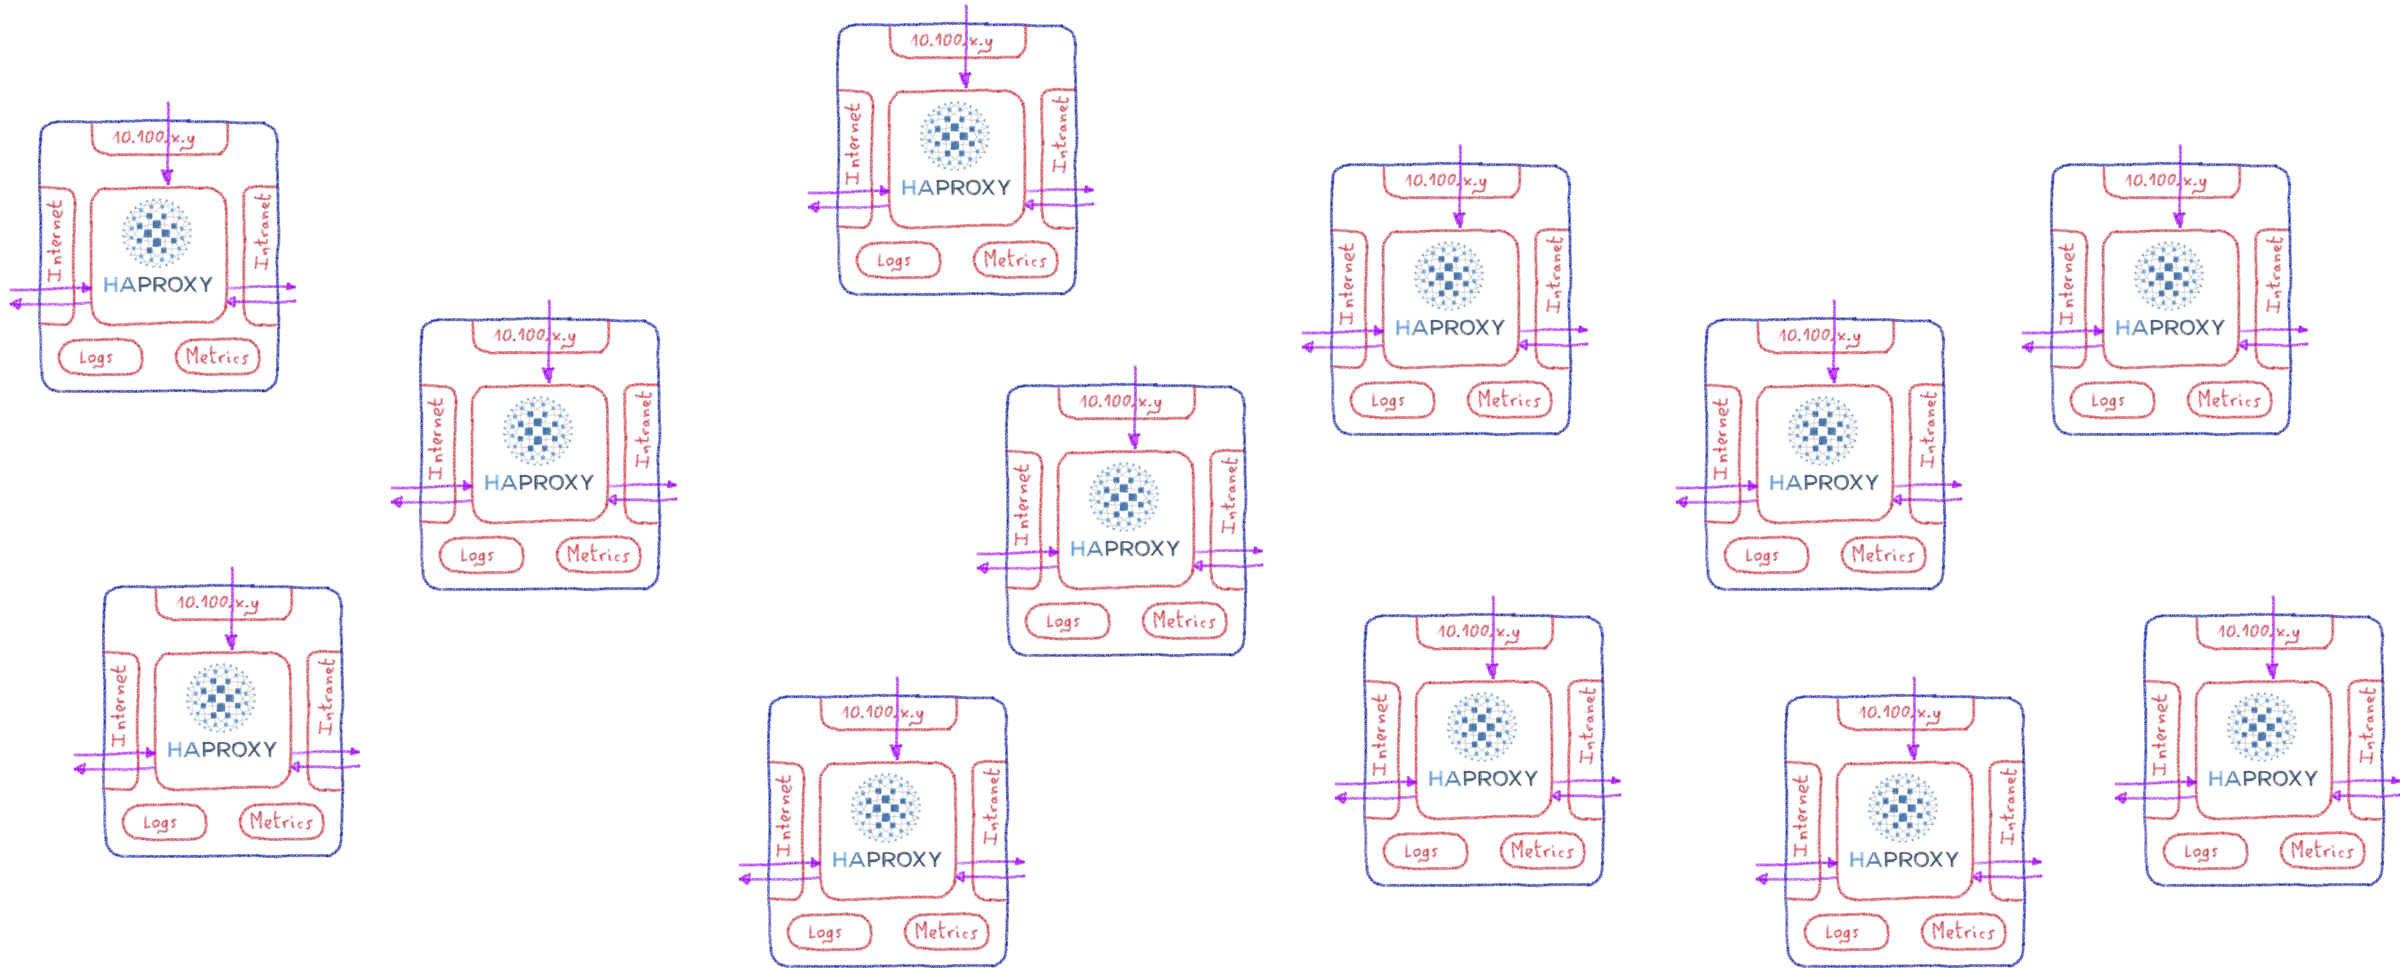 10.100.x.y
Internet
HAPROXY
Intranet
Logs
Metrics
10.100.x.y
Internet
HAPROXY
Intranet
Logs
Metrics
10.100.x.y
Internet
HAPROXY
Intranet
Logs
Metrics
10.100.x.y
Internet
HAPROXY
Intranet
Logs
Metrics
10.100.x.y
Internet
HAPROXY
Intranet
Logs
Metrics
10.100.x.y
Internet
HAPROXY
Intranet
Logs
Metrics
10.100.x.y
Internet
HAPROXY
Intranet
Logs
Metrics
10.100.x.y
Internet
HAPROXY
Intranet
Logs
Metrics
10.100.x.y
Internet
HAPROXY
Intranet
Logs
Metrics
10.100.x.y
Internet
HAPROXY
Intranet
Logs
Metrics
10.100.x.y
Internet
HAPROXY
Intranet
Logs
Metrics
10.100.x.y
Internet
HAPROXY
Intranet
Logs
Metrics